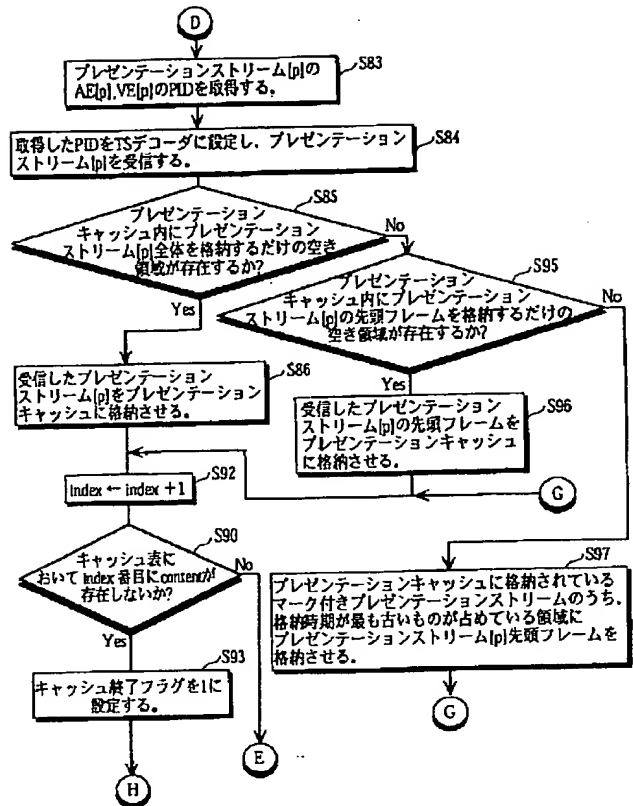 D
プレゼンテーションストリーム[p]の
AE[p],VE[p]のPIDを取得する。
S83
取得したPIDをTSデコーダに設定し、プレゼンテーション
ストリーム[p]を受信する。
S84
プレゼンテーション
キャッシュ内にプレゼンテーション
ストリーム[p]全体を格納するだけの空き
領域が存在するか?
S85
No
Yes
プレゼンテーション
キャッシュ内にプレゼンテーション
ストリーム[p]の先頭フレームを格納するだけの
空き領域が存在するか?
S95
No
Yes
受信したプレゼンテーション
ストリーム[p]をプレゼンテーション
キャッシュに格納させる。
S86
受信したプレゼンテーション
ストリーム[p]の先頭フレームを
プレゼンテーションキャッシュ
に格納させる。
S96
G
index ← index +1
S92
キャッシュ表に
おいて index 番目にcontentが
存在しないか?
S90
No
Yes
プレゼンテーションキャッシュに格納されている
マーク付きプレゼンテーションストリームのうち、
格納時期が最も古いものが占めている領域に
プレゼンテーションストリーム[p]先頭フレームを
格納させる。
S97
キャッシュ終了フラグを1に
設定する。
S93
G
E
H